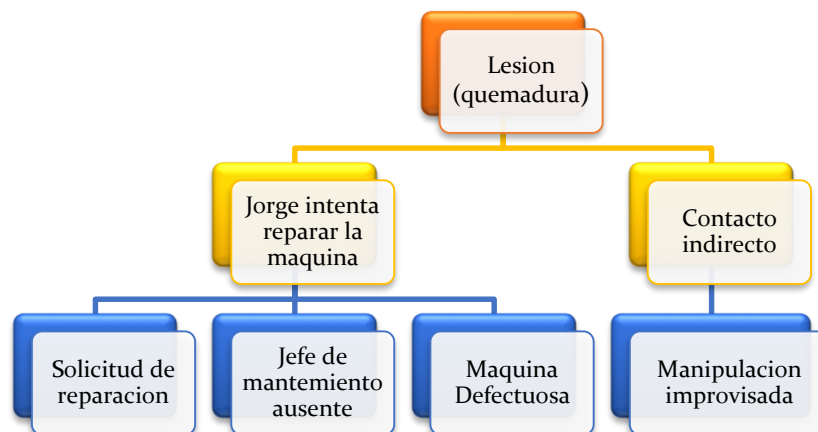 Lesion
(quemadura)
Jorge intenta
reparar la
maquina
Contacto
indirecto
Solicitud de
reparacion
Jefe de
mantemiento
ausente
Maquina
Defectuosa
Manipulacion
improvisada